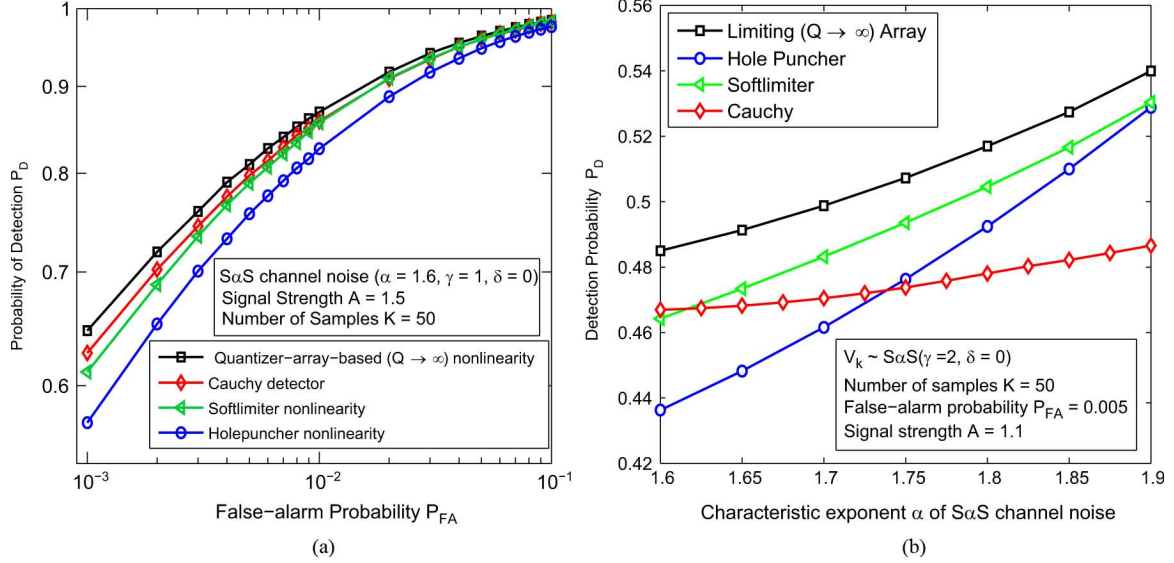 1
0.9
0.8
0.7
0.6
Probability of Detection P_D
SαS channel noise (α = 1.6, γ = 1, δ = 0)
Signal Strength A = 1.5
Number of Samples K = 50
Quantizer−array−based (Q → ∞) nonlinearity
Cauchy detector
Softlimiter nonlinearity
Holepuncher nonlinearity
10^−3 10^−2 10^−1
False−alarm Probability P_FA
(a)
0.56
0.54
0.52
0.5
0.48
0.46
0.44
0.42
Detection Probability P_D
Limiting (Q → ∞) Array
Hole Puncher
Softlimiter
Cauchy
V_k ~ SαS(γ =2, δ = 0)
Number of samples K = 50
False−alarm probability P_FA = 0.005
Signal strength A = 1.1
1.6 1.65 1.7 1.75 1.8 1.85 1.9
Characteristic exponent α of SαS channel noise
(b)